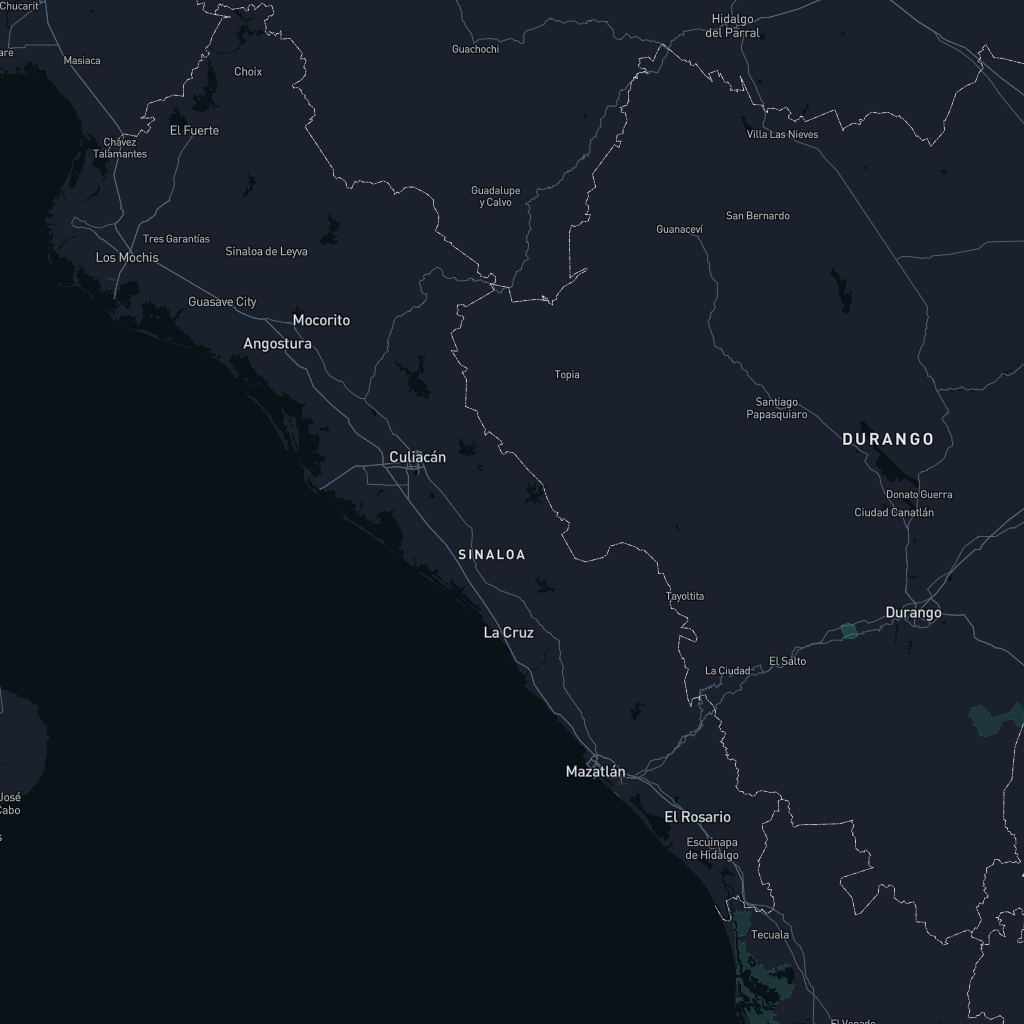 Chucarit
Hidalgo
del Parral
Guachochi
are
Masiaca
Choix
El Fuerte
Villa Las Nieves
Chávez
Talamantes
Guadalupe
y Calvo
San Bernardo
Guanaceví
Tres Garantías
Sinaloa de Leyva
Los Mochis
Guasave City
Mocorito
Angostura
Topia
Santiago
Papasquiaro
DURANGO
Culiacán
Donato Guerra
Ciudad Canatlán
SINALOA
Tayoltita
Durango
La Cruz
El Salto
La Ciudad
Mazatlán
José
Cabo
El Rosario
s
Escuinapa
de Hidalgo
Tecuala
El Venado